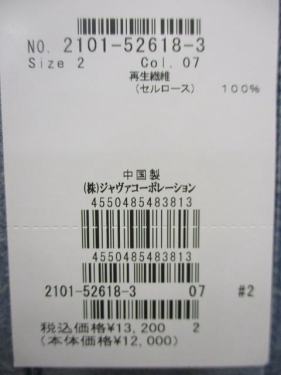 NO. 2101-52618-3
Size 2 Col. 07
再生繊維
(セルロース) 100%
中国製
(株)ジャヴァコーポレーション
4550485483813
4550485483813
2101-52618-3 07 #2
税込価格¥13,200 2
(本体価格¥12,000)